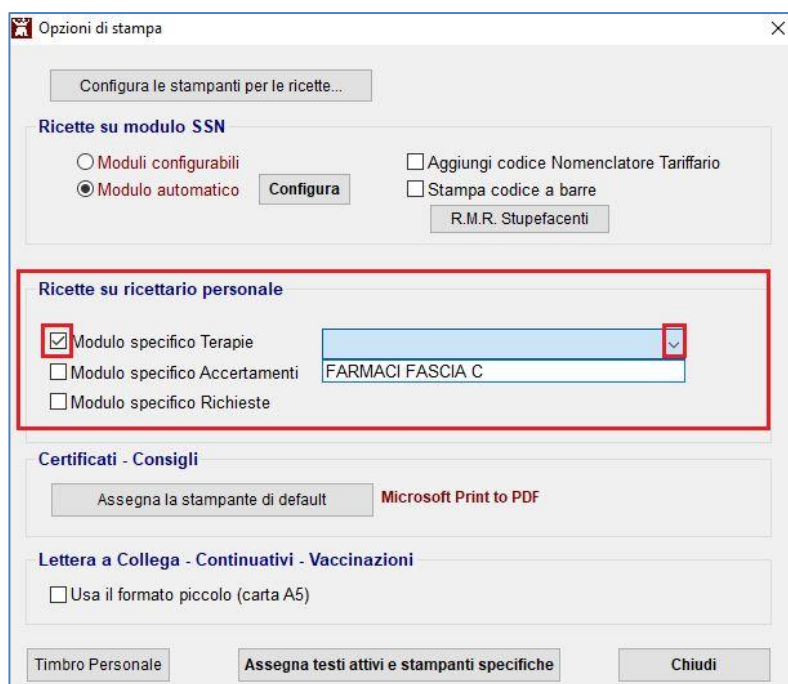 Opzioni di stampa
Configura le stampanti per le ricette...
Ricette su modulo SSN
Moduli configurabili
Aggiungi codice Nomenclatore Tariffario
Modulo automatico
Configura
Stampa codice a barre
R.M.R. Stupefacenti
Ricette su ricettario personale
Modulo specifico Terapie
Modulo specifico Accertamenti
FARMACI FASCIA C
Modulo specifico Richieste
Certificati - Consigli
Assegna la stampante di default
Microsoft Print to PDF
Lettera a Collega - Continuativi - Vaccinazioni
Usa il formato piccolo (carta A5)
Timbro Personale
Assegna testi attivi e stampanti specifiche
Chiudi